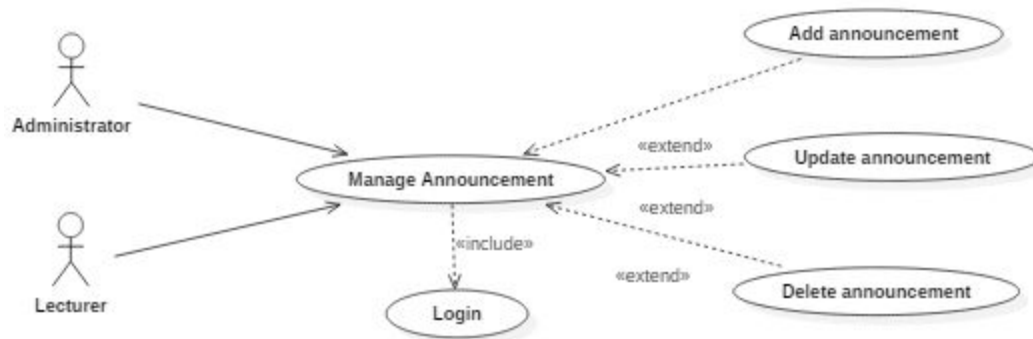 Add announcement
Administrator
«extend»
Update announcement
Manage Announcement
«extend»
«include»
«extend»
Delete announcement
Lecturer
Login